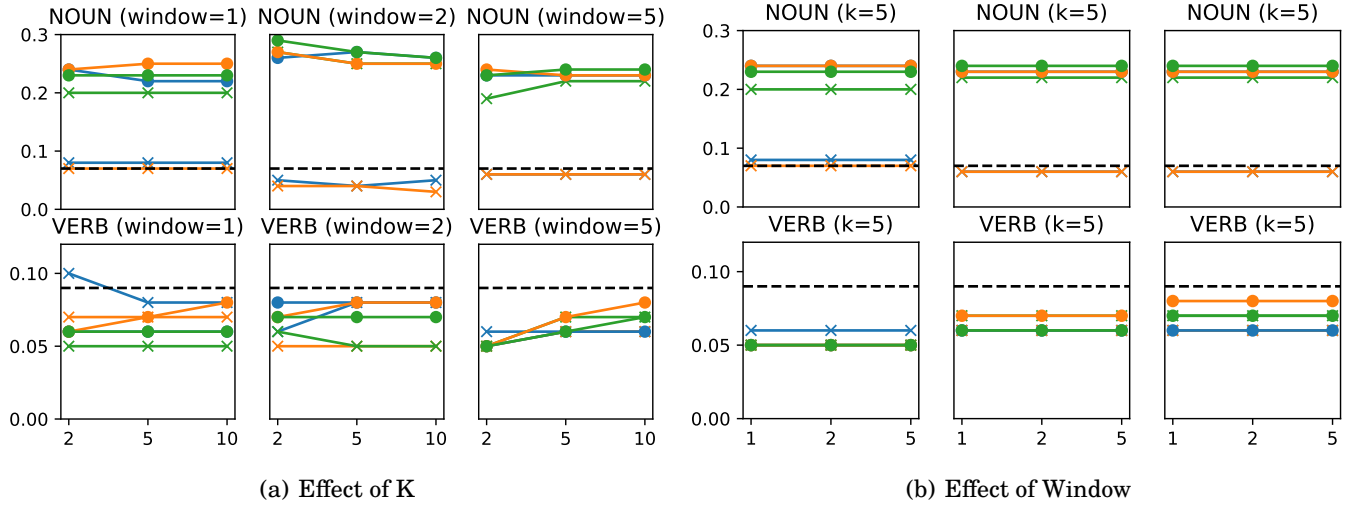 NOUN (window=1) NOUN (window=2) NOUN (window=5)
0.3
0.2
0.1
0.0
VERB (window=1) VERB (window=2) VERB (window=5)
0.10
0.05
0.00
2 5 10 2 5 10 2 5 10
(a) Effect of K
NOUN (k=5) NOUN (k=5) NOUN (k=5)
0.3
0.2
0.1
0.0
VERB (k=5) VERB (k=5) VERB (k=5)
0.10
0.05
0.00
1 2 5 1 2 5 1 2 5
(b) Effect of Window